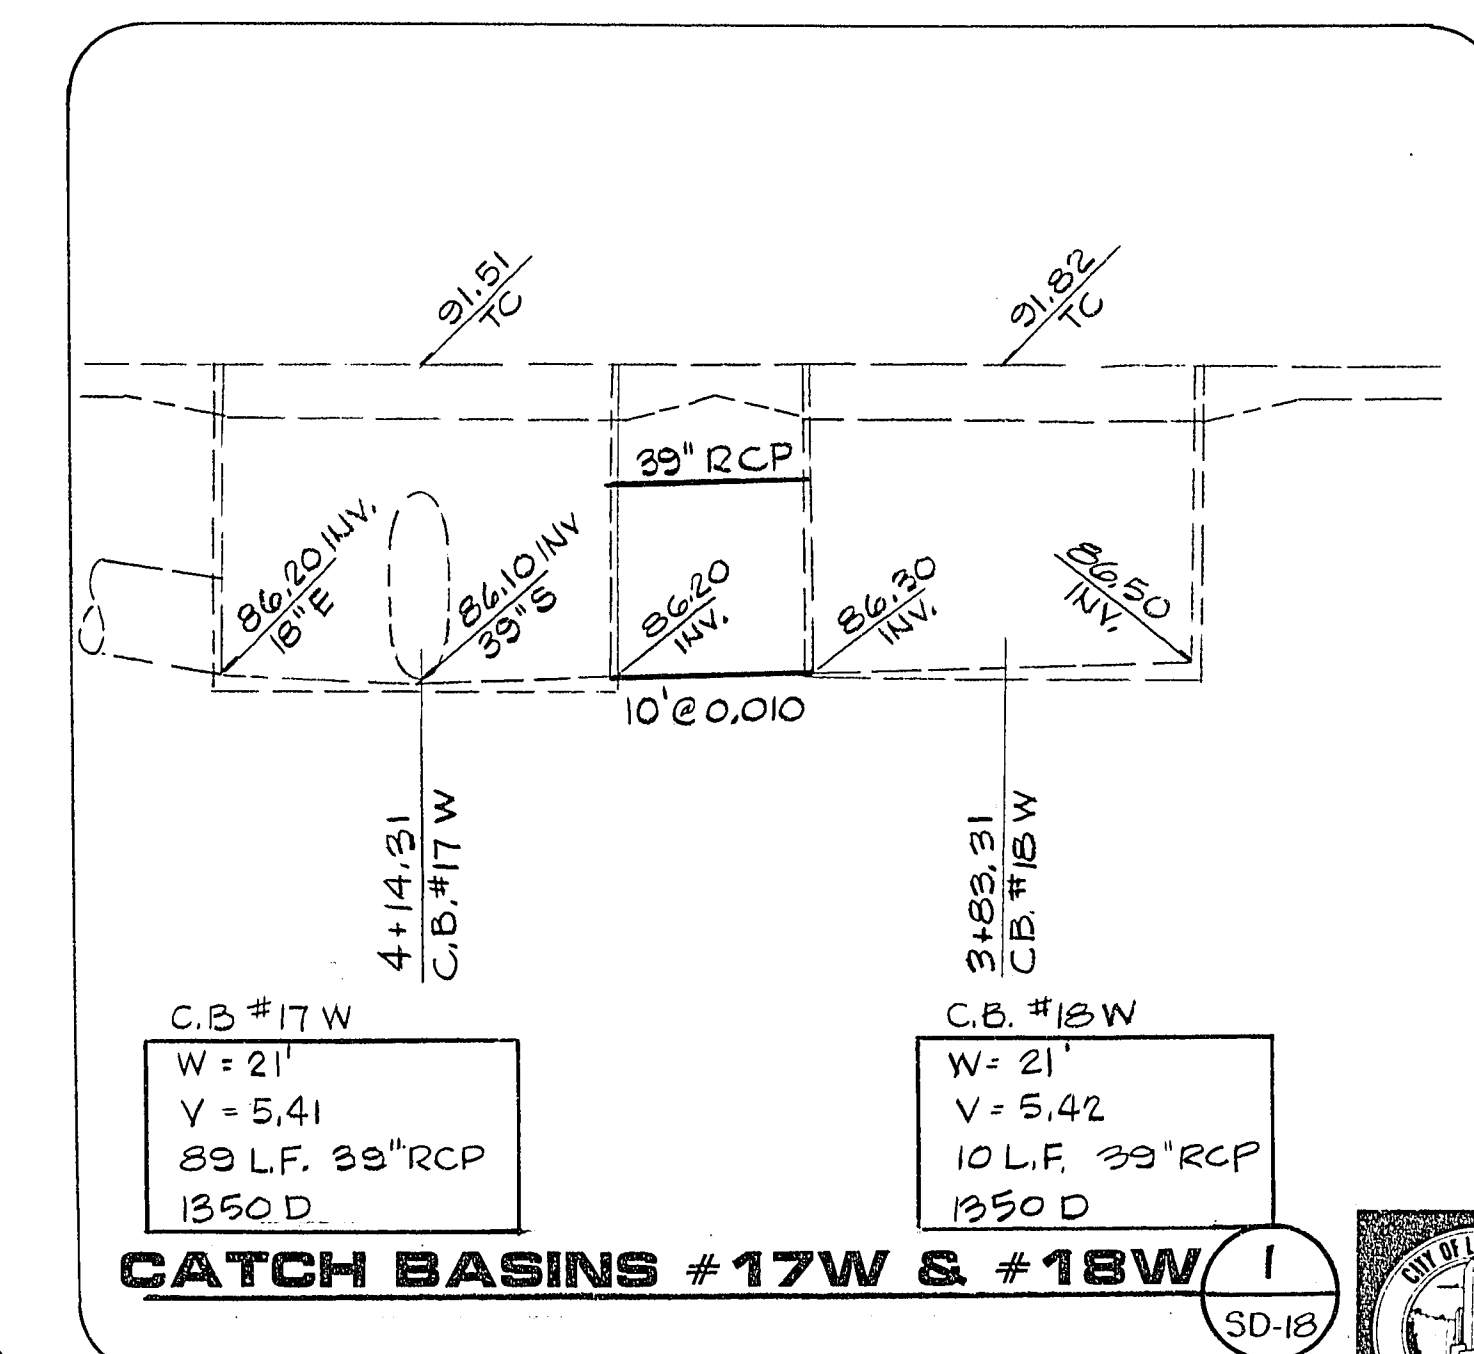 91.51
TC
91.82
TC
39" RCP
86.20 INV.
18" E
86.10 INV
39" S
86.20
INV.
86.30
INV.
86.50
INV.
10' @ 0.010
4+14.31
C.B. #17 W
3+83.31
C.B. #18 W
C.B #17 W
W = 21'
V = 5.41
89 L.F. 39" RCP
1350 D
C.B. #18 W
W = 21'
V = 5.42
10 L.F. 39" RCP
1350 D
CATCH BASINS #17W & #18W
1
SD-18
CITY OF L